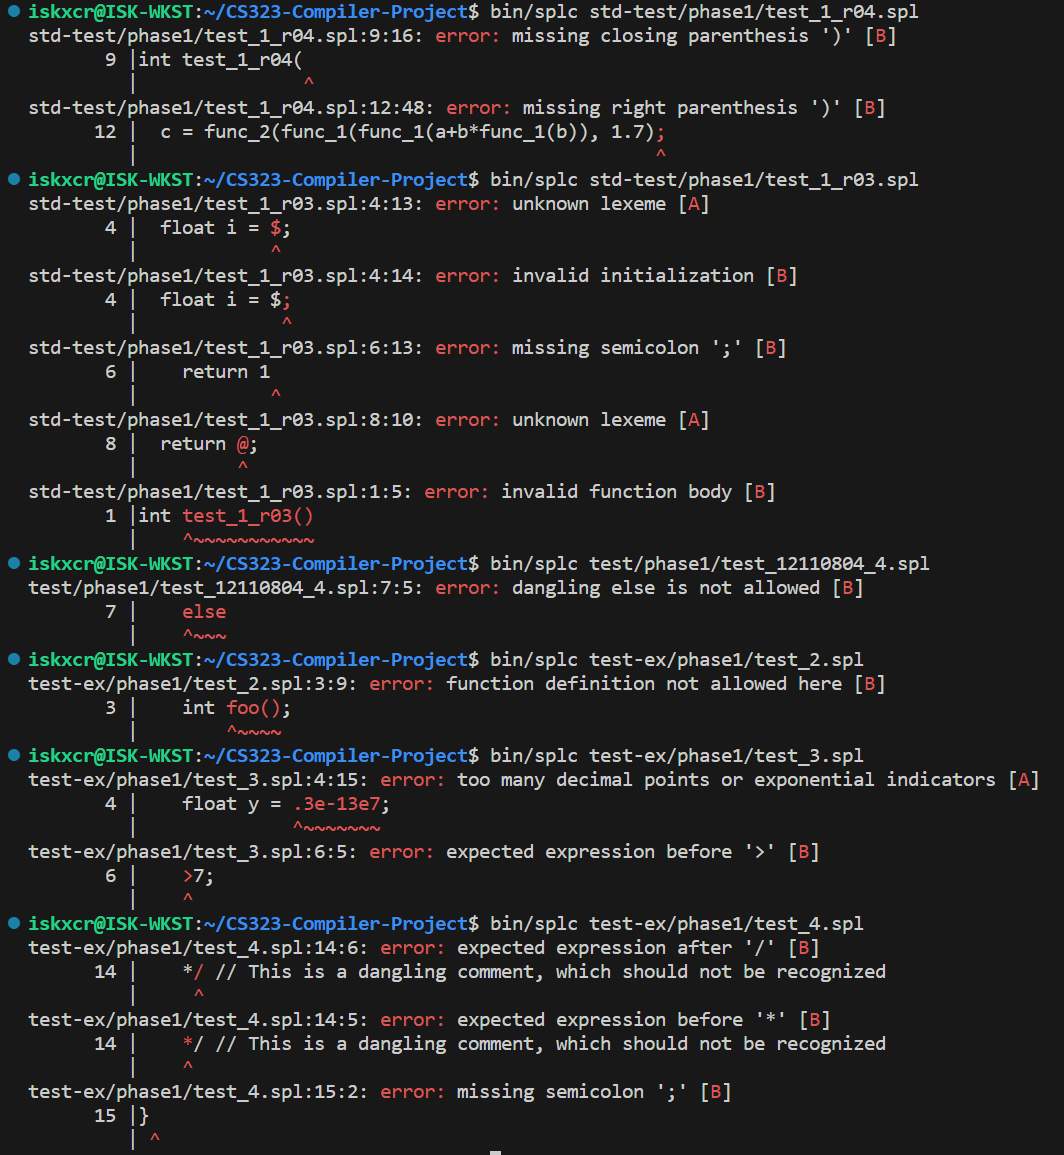 iskxcr@ISK-WKST:~/CS323-Compiler-Project$ bin/splc std-test/phase1/test_1_r04.spl
std-test/phase1/test_1_r04.spl:9:16: error: missing closing parenthesis ')' [B]
       9 |int test_1_r04(
         |               ^
std-test/phase1/test_1_r04.spl:12:48: error: missing right parenthesis ')' [B]
      12 |  c = func_2(func_1(func_1(a+b*func_1(b)), 1.7);
         |                                               ^
iskxcr@ISK-WKST:~/CS323-Compiler-Project$ bin/splc std-test/phase1/test_1_r03.spl
std-test/phase1/test_1_r03.spl:4:13: error: unknown lexeme [A]
       4 |  float i = $;
         |            ^
std-test/phase1/test_1_r03.spl:4:14: error: invalid initialization [B]
       4 |  float i = $;
         |             ^
std-test/phase1/test_1_r03.spl:6:13: error: missing semicolon ';' [B]
       6 |    return 1
         |            ^
std-test/phase1/test_1_r03.spl:8:10: error: unknown lexeme [A]
       8 |  return @;
         |         ^
std-test/phase1/test_1_r03.spl:1:5: error: invalid function body [B]
       1 |int test_1_r03()
         |    ^~~~~~~~~~~~
iskxcr@ISK-WKST:~/CS323-Compiler-Project$ bin/splc test/phase1/test_12110804_4.spl
test/phase1/test_12110804_4.spl:7:5: error: dangling else is not allowed [B]
       7 |    else
         |    ^~~~
iskxcr@ISK-WKST:~/CS323-Compiler-Project$ bin/splc test-ex/phase1/test_2.spl
test-ex/phase1/test_2.spl:3:9: error: function definition not allowed here [B]
       3 |    int foo();
         |        ^~~~~
iskxcr@ISK-WKST:~/CS323-Compiler-Project$ bin/splc test-ex/phase1/test_3.spl
test-ex/phase1/test_3.spl:4:15: error: too many decimal points or exponential indicators [A]
       4 |    float y = .3e-13e7;
         |              ^~~~~~~~
test-ex/phase1/test_3.spl:6:5: error: expected expression before '>' [B]
       6 |    >7;
         |    ^
iskxcr@ISK-WKST:~/CS323-Compiler-Project$ bin/splc test-ex/phase1/test_4.spl
test-ex/phase1/test_4.spl:14:6: error: expected expression after '/' [B]
      14 |    */ // This is a dangling comment, which should not be recognized
         |     ^
test-ex/phase1/test_4.spl:14:5: error: expected expression before '*' [B]
      14 |    */ // This is a dangling comment, which should not be recognized
         |    ^
test-ex/phase1/test_4.spl:15:2: error: missing semicolon ';' [B]
      15 |}
         | ^